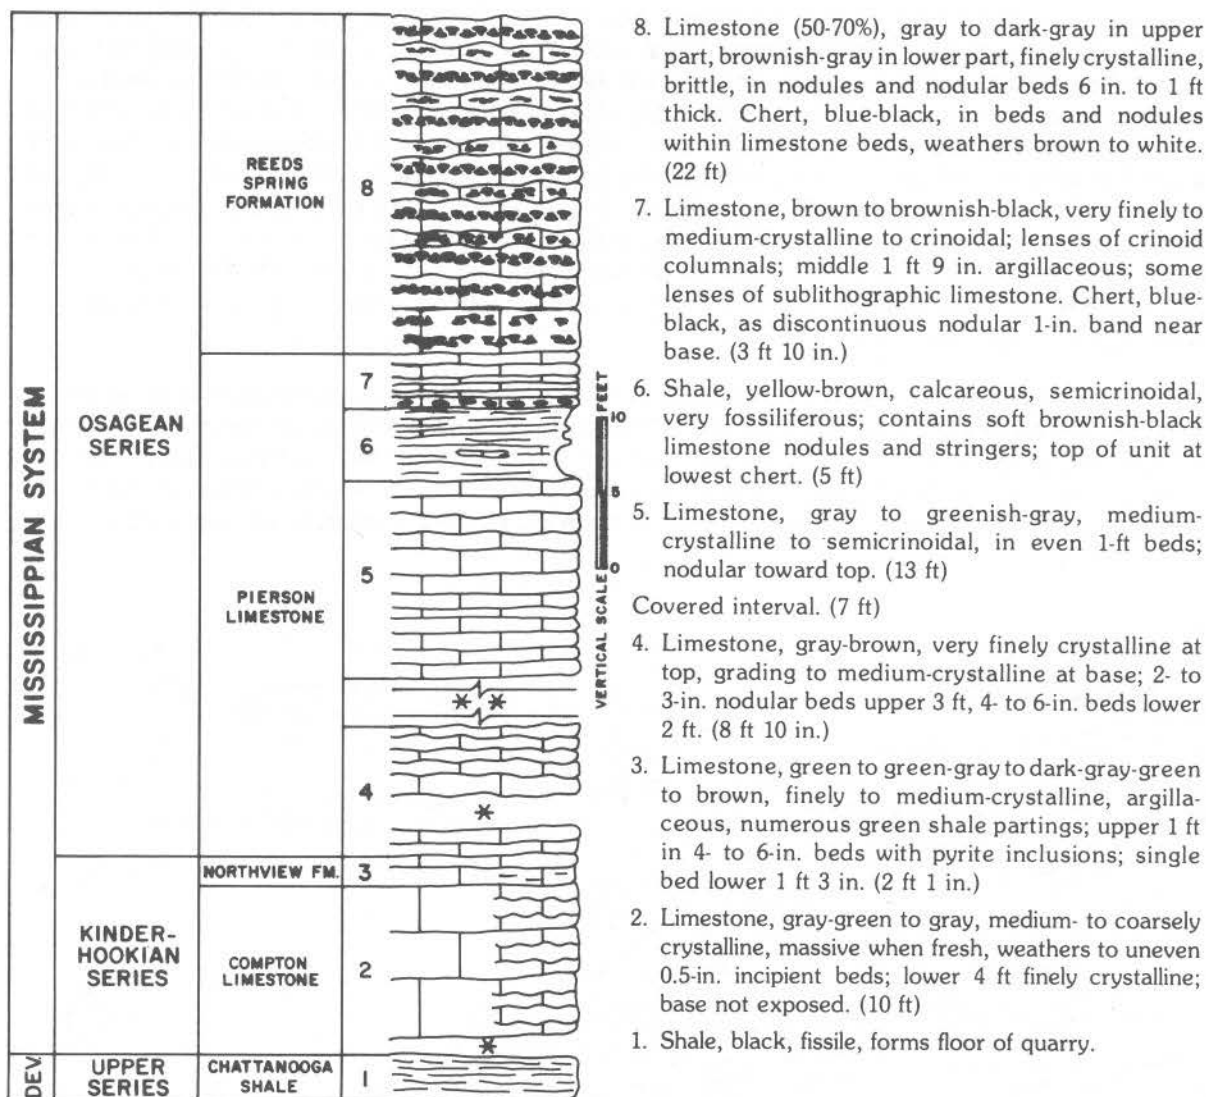 MISSISSIPPIAN SYSTEM
DEV.
OSAGEAN
SERIES
KINDER-
HOOKIAN
SERIES
UPPER
SERIES
REEDS
SPRING
FORMATION
PIERSON
LIMESTONE
NORTHVIEW FM.
COMPTON
LIMESTONE
CHATTANOOGA
SHALE
8
7
6
5
4
3
2
1
VERTICAL SCALE FEET
10
5
0
8. Limestone (50-70%), gray to dark-gray in upper
part, brownish-gray in lower part, finely crystalline,
brittle, in nodules and nodular beds 6 in. to 1 ft
thick. Chert, blue-black, in beds and nodules
within limestone beds, weathers brown to white.
(22 ft)
7. Limestone, brown to brownish-black, very finely to
medium-crystalline to crinoidal; lenses of crinoid
columnals; middle 1 ft 9 in. argillaceous; some
lenses of sublithographic limestone. Chert, blue-
black, as discontinuous nodular 1-in. band near
base. (3 ft 10 in.)
6. Shale, yellow-brown, calcareous, semicrinoidal,
very fossiliferous; contains soft brownish-black
limestone nodules and stringers; top of unit at
lowest chert. (5 ft)
5. Limestone, gray to greenish-gray, medium-
crystalline to semicrinoidal, in even 1-ft beds;
nodular toward top. (13 ft)
Covered interval. (7 ft)
4. Limestone, gray-brown, very finely crystalline at
top, grading to medium-crystalline at base; 2- to
3-in. nodular beds upper 3 ft, 4- to 6-in. beds lower
2 ft. (8 ft 10 in.)
3. Limestone, green to green-gray to dark-gray-green
to brown, finely to medium-crystalline, argilla-
ceous, numerous green shale partings; upper 1 ft
in 4- to 6-in. beds with pyrite inclusions; single
bed lower 1 ft 3 in. (2 ft 1 in.)
2. Limestone, gray-green to gray, medium- to coarsely
crystalline, massive when fresh, weathers to uneven
0.5-in. incipient beds; lower 4 ft finely crystalline;
base not exposed. (10 ft)
1. Shale, black, fissile, forms floor of quarry.